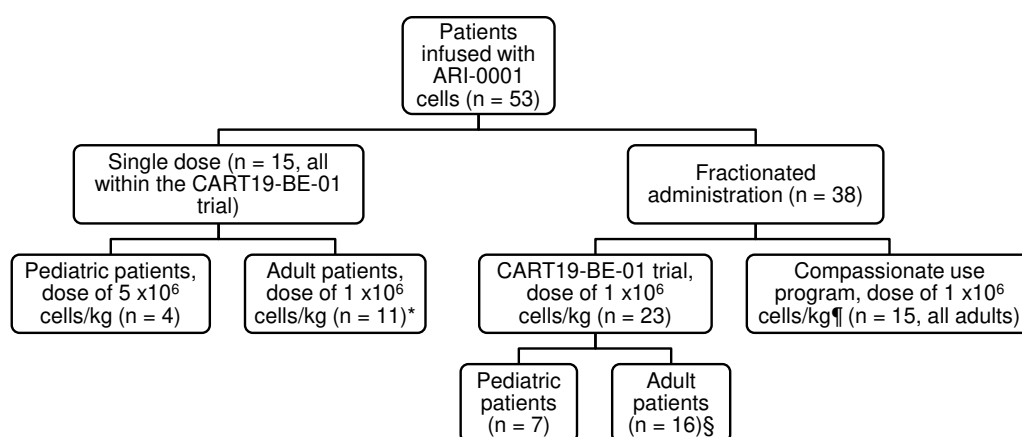 Patients
infused with
ARI-0001
cells (n = 53)
Single dose (n = 15, all
within the CART19-BE-01
trial)
Fractionated
administration (n = 38)
Pediatric patients,
dose of 5 x10⁶
cells/kg (n = 4)
Adult patients,
dose of 1 x10⁶
cells/kg (n = 11)*
CART19-BE-01 trial,
dose of 1 x10⁶
cells/kg (n = 23)
Compassionate use
program, dose of 1 x10⁶
cells/kg¶ (n = 15, all adults)
Pediatric
patients
(n = 7)
Adult
patients
(n = 16)§